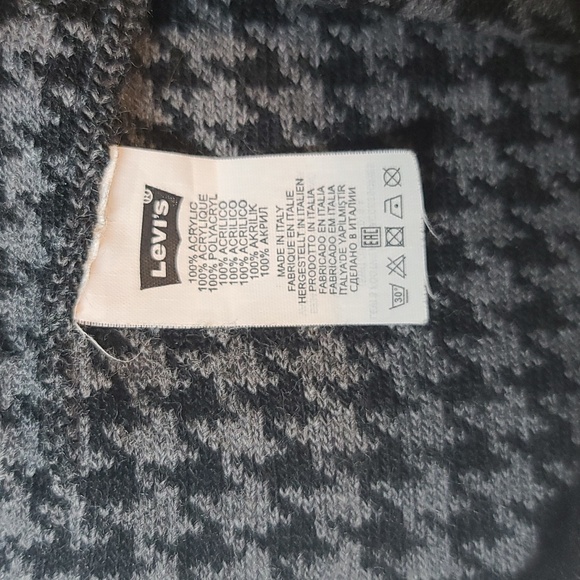 Levi's
100% ACRYLIC
100% ACRYLIQUE
100% POLYACRYL
100% ACRILICO
100% ACRILICO
100% AKRILIK
100% АКРИЛ
MADE IN ITALY
FABRIQUE EN ITALIE
HERGESTELLT IN ITALIEN
PRODOTTO IN ITALIA
FABRICADO EN ITALIA
FABRICADO EM ITALIA
ITALYA'DE YAPILMIŞTIR
СДЕЛАНО В ИТАЛИИ
EAC
30°